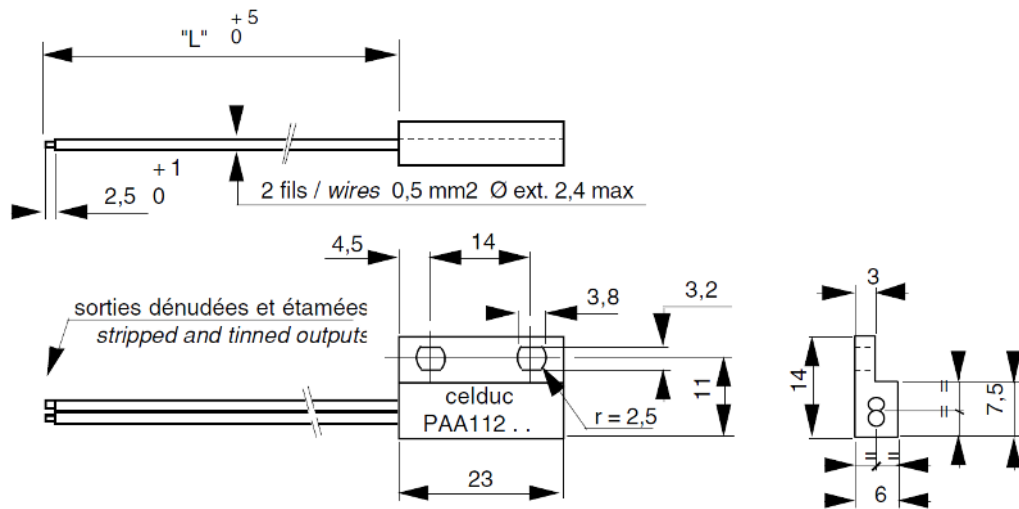 "L" + 5 0
2,5 + 1 0
2 fils / wires 0,5 mm2 Ø ext. 2,4 max
4,5
14
3,8
3,2
3
sorties dénudées et étamées
stripped and tinned outputs
celduc
PAA112 . .
r = 2,5
11
14
=
=
7,5
= =
23
6